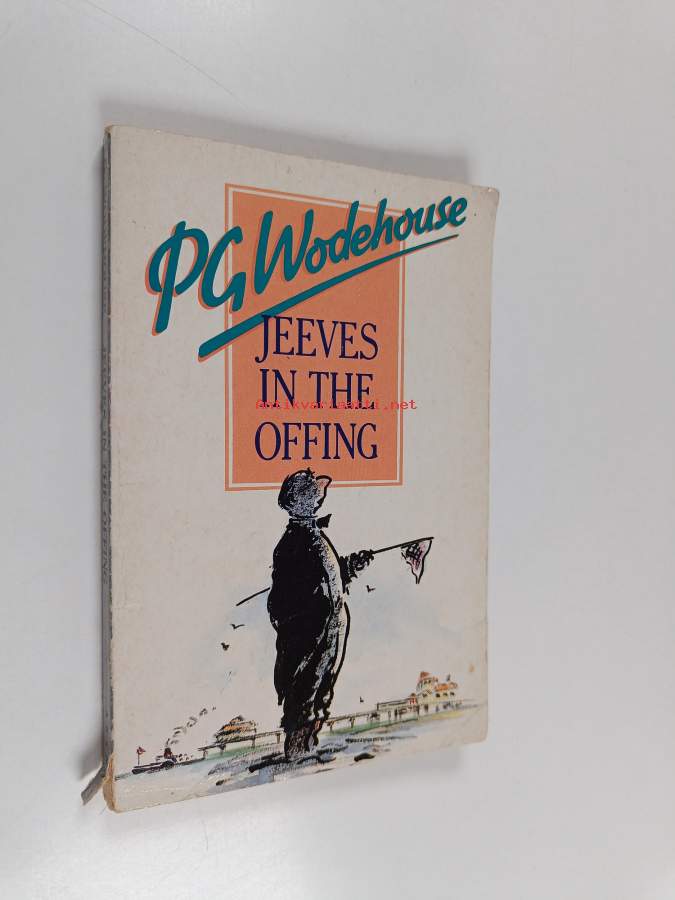 PG Wodehouse
JEEVES
IN THE
Antikvariaatti.net
OFFING